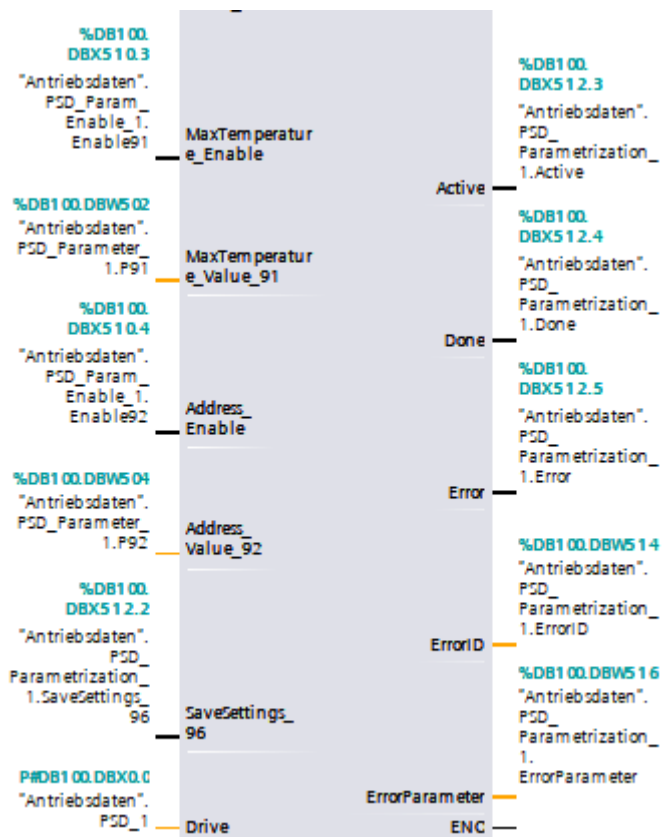 %DB100.
DBX510.3
"Antriebsdaten".
PSD_Param_
Enable_1.
Enable91
MaxTemperatur
e_Enable
%DB100.DBW502
"Antriebsdaten".
PSD_Parameter_
1.P91
MaxTemperatur
e_Value_91
%DB100.
DBX510.4
"Antriebsdaten".
PSD_Param_
Enable_1.
Enable92
Address_
Enable
%DB100.DBW504
"Antriebsdaten".
PSD_Parameter_
1.P92
Address_
Value_92
%DB100.
DBX512.2
"Antriebsdaten".
PSD_
Parametrization_
1.SaveSettings_
96
SaveSettings_
96
P#DB100.DBX0.0
"Antriebsdaten".
PSD_1
Drive
%DB100.
DBX512.3
"Antriebsdaten".
PSD_
Parametrization_
1.Active
Active
%DB100.
DBX512.4
"Antriebsdaten".
PSD_
Parametrization_
1.Done
Done
%DB100.
DBX512.5
"Antriebsdaten".
PSD_
Parametrization_
1.Error
Error
%DB100.DBW514
"Antriebsdaten".
PSD_
Parametrization_
1.ErrorID
ErrorID
%DB100.DBW516
"Antriebsdaten".
PSD_
Parametrization_
1.
ErrorParameter
ErrorParameter
ENO